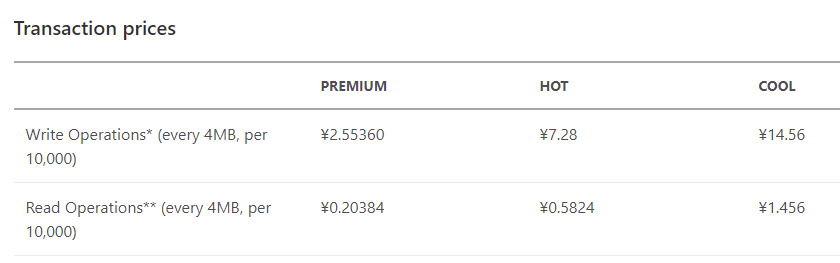 Transaction prices
PREMIUM HOT COOL
Write Operations* (every 4MB, per ¥2.55360 ¥7.28 ¥14.56
10,000)
Read Operations** (every 4MB, per ¥0.20384 ¥0.5824 ¥1.456
10,000)